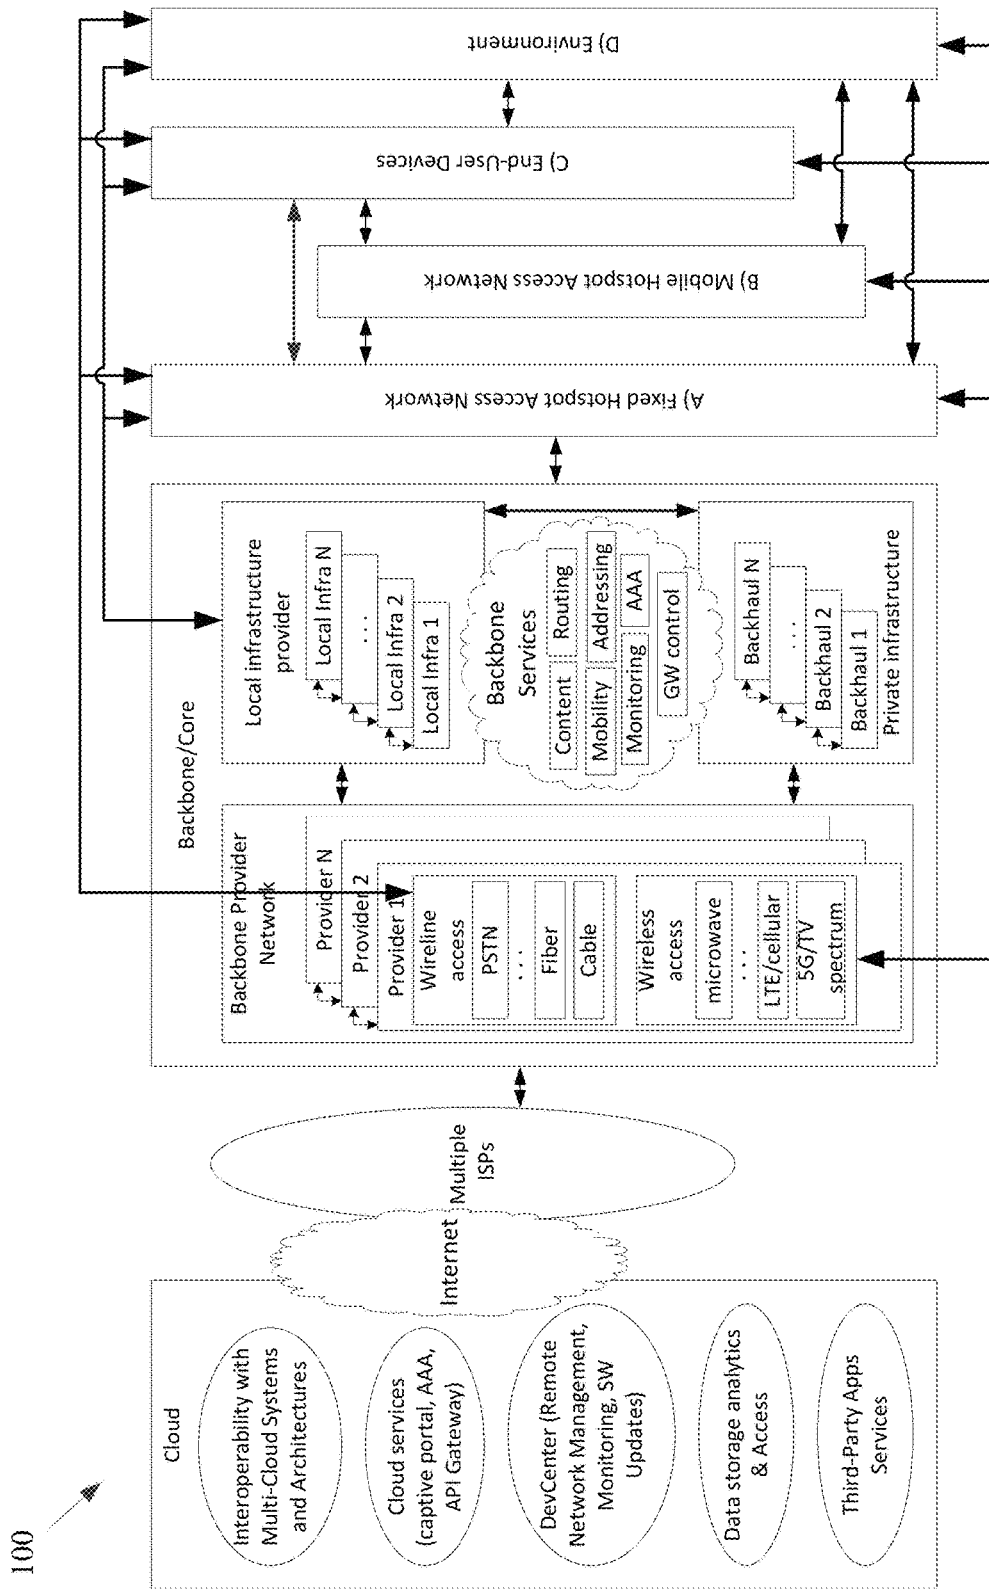 100
Cloud
Interoperability with
Multi-Cloud Systems
and Architectures
Cloud services
(captive portal, AAA,
API Gateway)
DevCenter (Remote
Network Management,
Monitoring, SW
Updates)
Data storage analytics
& Access
Third-Party Apps
Services
Internet
Multiple
ISPs
Backbone/Core
Backbone Provider
Network
Provider N
Provider 2
Provider 1
Wireline
access
PSTN
...
Fiber
Cable
Wireless
access
microwave
...
LTE/cellular
5G/TV
spectrum
Local infrastructure
provider
Local Infra N
...
Local Infra 2
Local Infra 1
Backbone
Services
Content
Routing
Mobility
Addressing
Monitoring
AAA
GW control
Backhaul N
...
Backhaul 2
Backhaul 1
Private infrastructure
A) Fixed Hotspot Access Network
B) Mobile Hotspot Access Network
C) End-User Devices
D) Environment